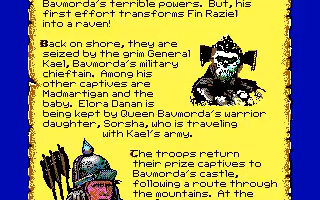 Bavmorda's terrible powers. But, his
first effort transforms Fin Raziel
into a raven!
Back on shore, they are
seized by the grim General
Kael, Bavmorda's military
chieftain. Among his
other captives are
Madmartigan and the
baby. Elora Danan is
being kept by Queen Bavmorda's warrior
daughter, Sorsha, who is traveling
with Kael's army.
The troops return
their prize captives to
Bavmorda's castle,
following a route through
the mountains. At the